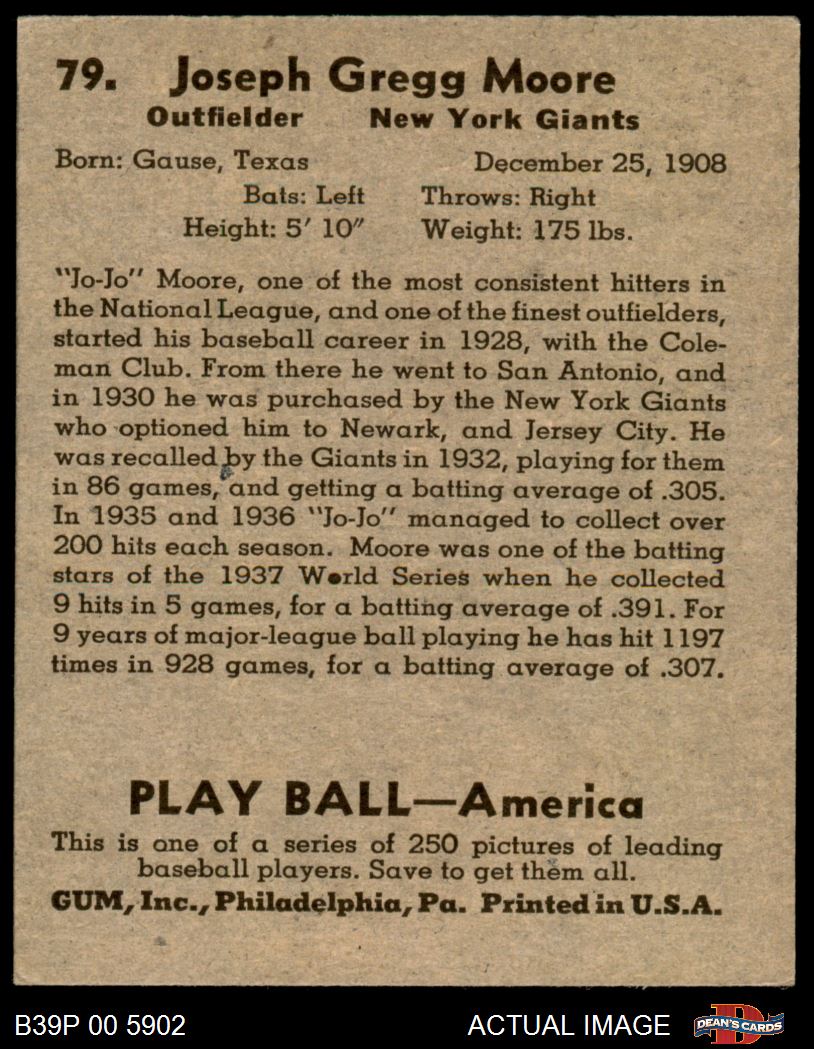 79. Joseph Gregg Moore
Outfielder New York Giants
Born: Gause, Texas December 25, 1908
Bats: Left Throws: Right
Height: 5' 10" Weight: 175 lbs.
"Jo-Jo" Moore, one of the most consistent hitters in
the National League, and one of the finest outfielders,
started his baseball career in 1928, with the Cole-
man Club. From there he went to San Antonio, and
in 1930 he was purchased by the New York Giants
who optioned him to Newark, and Jersey City. He
was recalled by the Giants in 1932, playing for them
in 86 games, and getting a batting average of .305.
In 1935 and 1936 "Jo-Jo" managed to collect over
200 hits each season. Moore was one of the batting
stars of the 1937 World Series when he collected
9 hits in 5 games, for a batting average of .391. For
9 years of major-league ball playing he has hit 1197
times in 928 games, for a batting average of .307.
PLAY BALL—America
This is one of a series of 250 pictures of leading
baseball players. Save to get them all.
GUM, Inc., Philadelphia, Pa. Printed in U.S.A.
B39P 00 5902 ACTUAL IMAGE DEAN'S CARDS